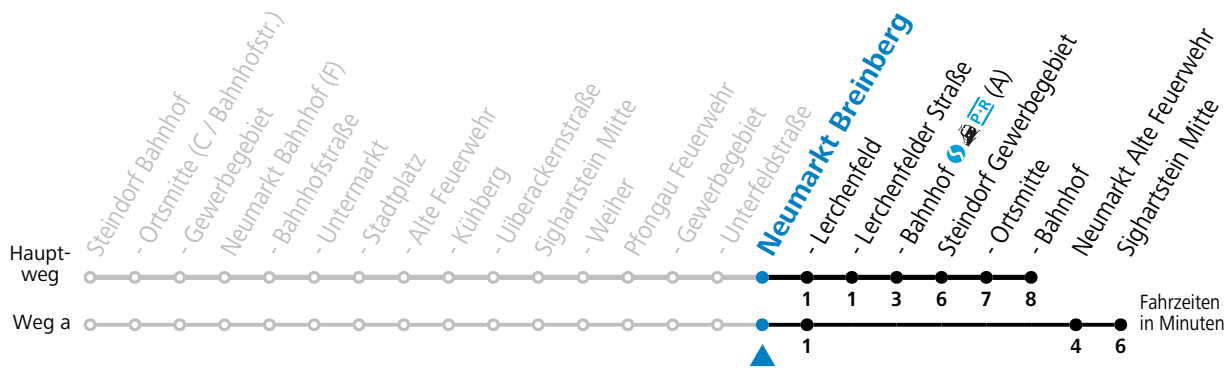 Steindorf Bahnhof
- Ortsmitte (C / Bahnhofstr.)
- Gewerbegebiet
Neumarkt Bahnhof (F)
- Bahnhofstraße
- Untermarkt
- Stadtplatz
- Alte Feuerwehr
- Kühberg
- Uiberackernstraße
Sighartstein Mitte
- Weiher
Pfongau Feuerwehr
- Gewerbegebiet
- Unterfeldstraße
Neumarkt Breinberg
- Lerchenfeld
- Lerchenfelder Straße
- Bahnhof P+R (A)
Steindorf Gewerbegebiet
- Ortsmitte
- Bahnhof
Neumarkt Alte Feuerwehr
Sighartstein Mitte
Haupt-
weg
1 1 3 6 7 8
Weg a
1 4 6
Fahrzeiten
in Minuten